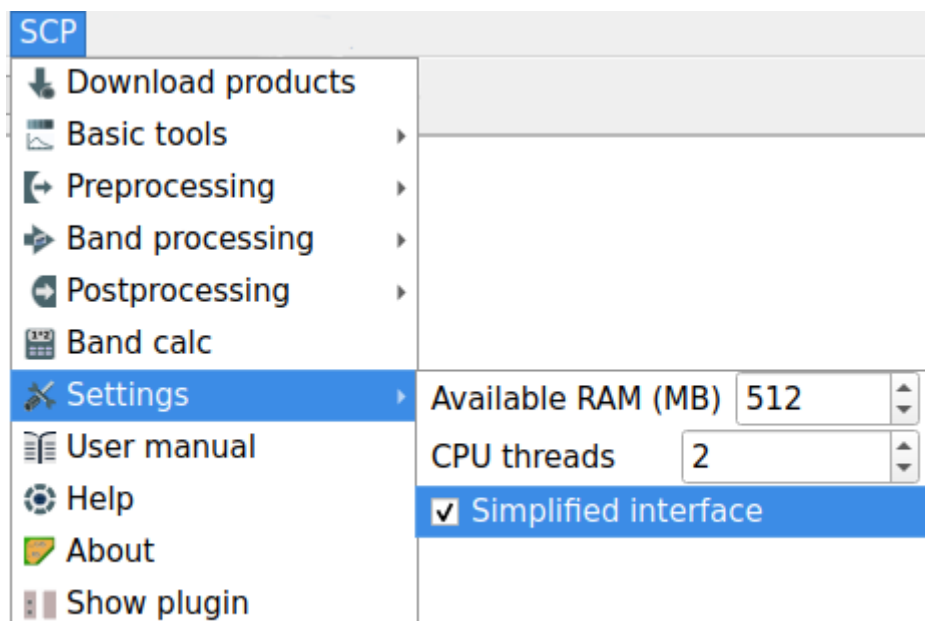 SCP
Download products
Basic tools
Preprocessing
Band processing
Postprocessing
Band calc
Settings
Available RAM (MB) 512
CPU threads 2
Simplified interface
User manual
Help
About
Show plugin